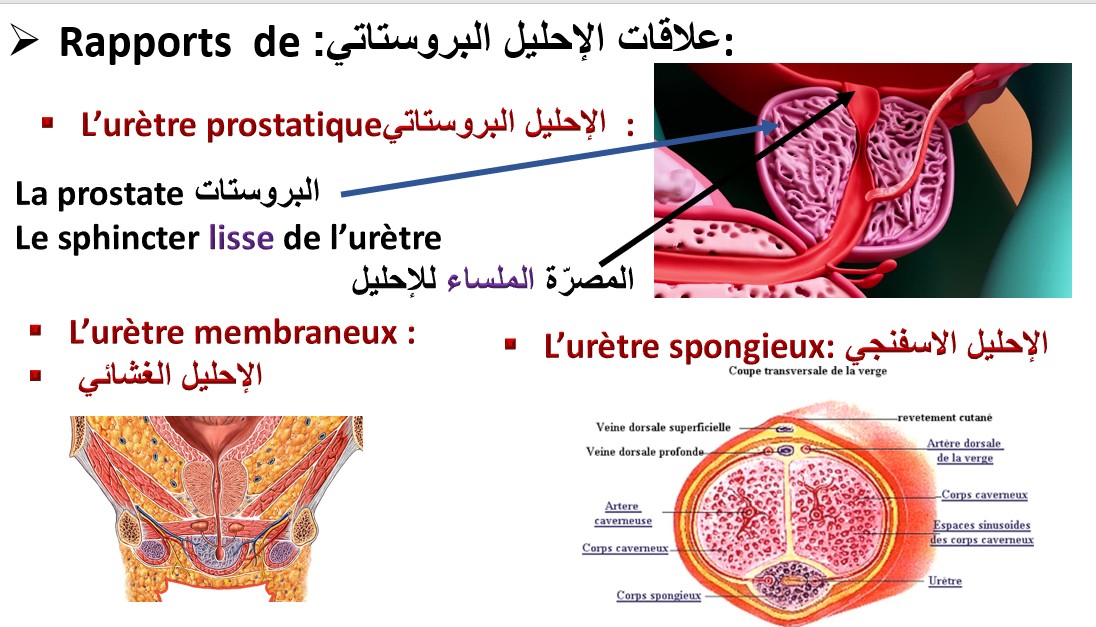 ➢ Rapports de :علاقات الإحليل البروستاتي:
▪ L'urètre prostatique الإحليل البروستاتي :
La prostate البروستات
Le sphincter lisse de l'urètre
المصرّة الملساء للإحليل
▪ L'urètre membraneux :
▪ الإحليل الغشائي
▪ L'urètre spongieux: الإحليل الاسفنجي
Coupe transversale de la verge
revetement cutané
Veine dorsale superficielle
Artère dorsale
de la verge
Veine dorsale profonde
Corps caverneux
Artere
caverneuse
Espaces sinusoides
des corps caverneux
Corps caverneux
Urètre
Corps spongieux